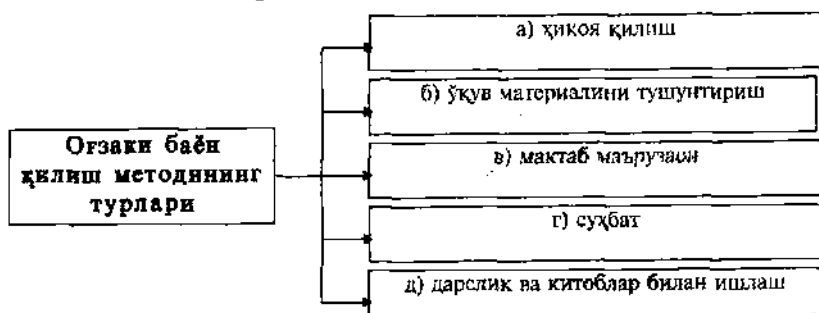 Оғзаки баён
қилиш методининг
турлари
а) ҳикоя қилиш
б) ўқув материалини тушунтириш
в) мактаб маърузаси
г) суҳбат
д) дарслик ва китоблар билан ишлаш